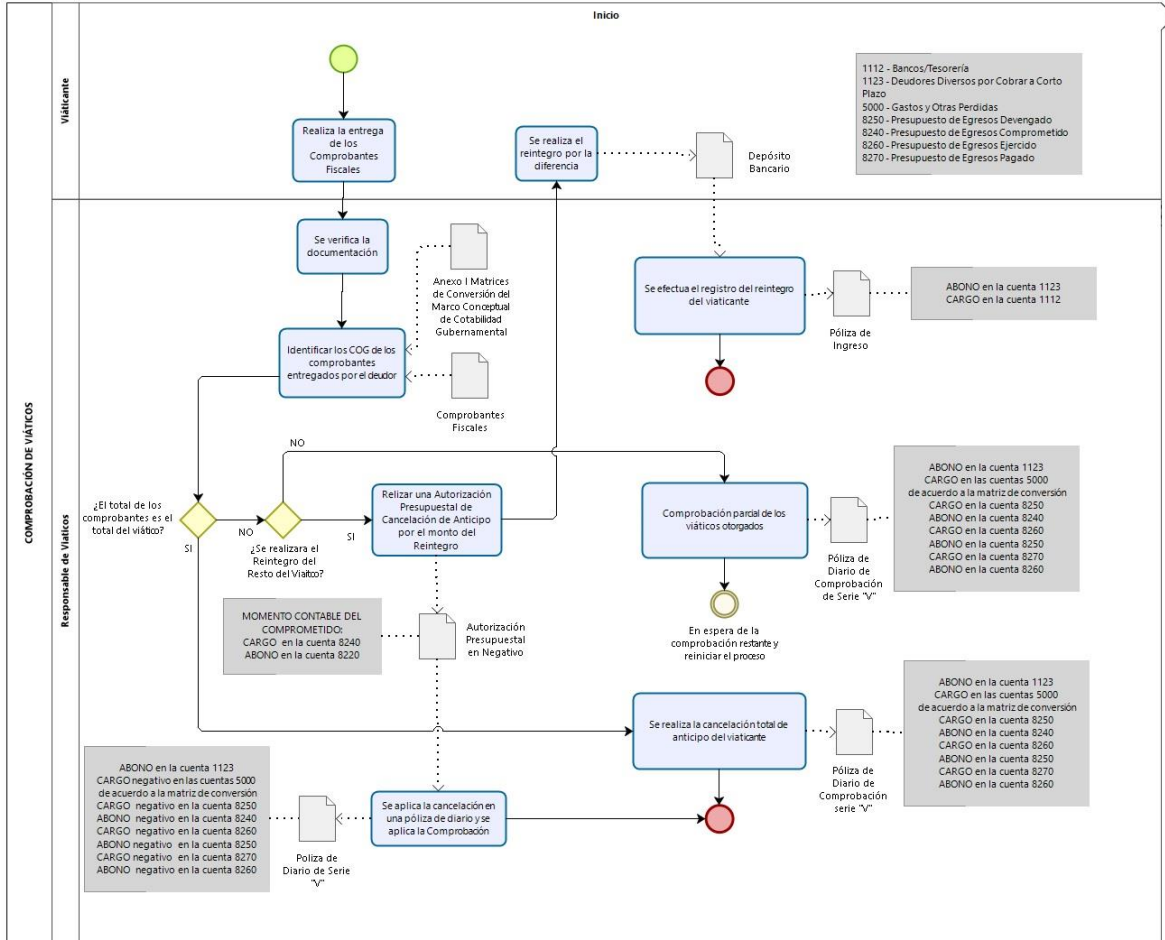 Inicio
COMPROBACIÓN DE VIÁTICOS
Viáticante
Responsable de Viaticos
Realiza la entrega
de los
Comprobantes
Fiscales
Se realiza el
reintegro por la
diferencia
Depósito
Bancario
1112 - Bancos/Tesorería
1123 - Deudores Diversos por Cobrar a Corto
Plazo
5000 - Gastos y Otras Perdidas
8250 - Presupuesto de Egresos Devengado
8240 - Presupuesto de Egresos Comprometido
8260 - Presupuesto de Egresos Ejercido
8270 - Presupuesto de Egresos Pagado
Se verifica la
documentación
Anexo I Matrices
de Conversión del
Marco Conceptual
de Cotabilidad
Gubernamental
Identificar los COG de los
comprobantes
entregados por el deudor
Comprobantes
Fiscales
Se efectua el registro del reintegro
del viaticante
Póliza de
Ingreso
ABONO en la cuenta 1123
CARGO en la cuenta 1112
¿El total de los
comprobantes es el
total del viático?
SI
NO
¿Se realizara el
Reintegro del
Resto del Viaitco?
NO
SI
Relizar una Autorización
Presupuestal de
Cancelación de Anticipo
por el monto del
Reintegro
Comprobación parcial de los
viáticos otorgados
Póliza de
Diario de
Comprobación
de Serie "V"
ABONO en la cuenta 1123
CARGO en las cuentas 5000
de acuerdo a la matriz de conversión
CARGO en la cuenta 8250
ABONO en la cuenta 8240
CARGO en la cuenta 8260
ABONO en la cuenta 8250
CARGO en la cuenta 8270
ABONO en la cuenta 8260
En espera de la
comprobación restante y
reiniciar el proceso
MOMENTO CONTABLE DEL
COMPROMETIDO:
CARGO en la cuenta 8240
ABONO en la cuenta 8220
Autorización
Presupuestal
en Negativo
Se realiza la cancelación total de
anticipo del viaticante
Póliza de
Diario de
Comprobación
serie "V"
ABONO en la cuenta 1123
CARGO en las cuentas 5000
de acuerdo a la matriz de conversión
CARGO en la cuenta 8250
ABONO en la cuenta 8240
CARGO en la cuenta 8260
ABONO en la cuenta 8250
CARGO en la cuenta 8270
ABONO en la cuenta 8260
ABONO en la cuenta 1123
CARGO negativo en las cuentas 5000
de acuerdo a la matriz de conversión
CARGO negativo en la cuenta 8250
ABONO negativo en la cuenta 8240
CARGO negativo en la cuenta 8260
ABONO negativo en la cuenta 8250
CARGO negativo en la cuenta 8270
ABONO negativo en la cuenta 8260
Poliza de
Diario de Serie
"V"
Se aplica la cancelación en
una póliza de diario y se
aplica la Comprobación